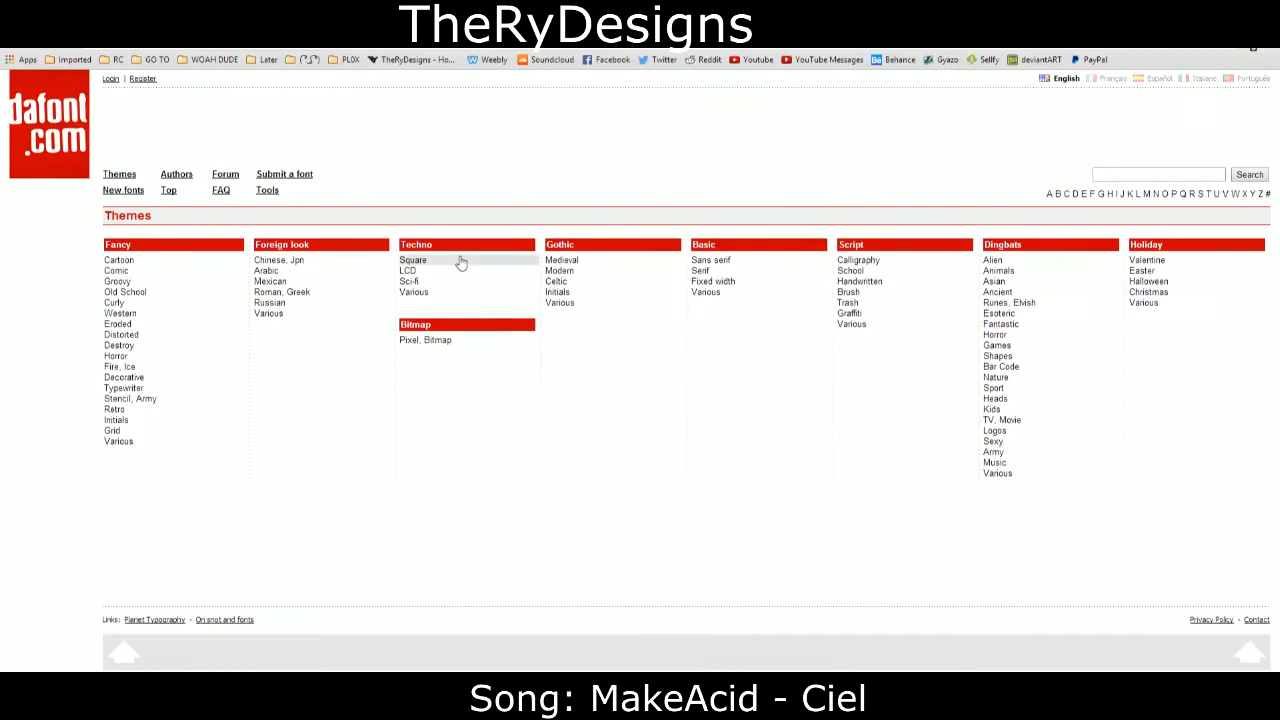 TheRyDesigns
Apps Imported RC GO TO WOAH DUDE Later PLOX TheRyDesigns - Ho... Weebly Soundcloud Facebook Twitter Reddit Youtube YouTube Messages Behance Gyazo Sellfy deviantART PayPal
Login | Register
English Français Español Italiano Português
dafont
.com
Themes Authors Forum Submit a font
New fonts Top FAQ Tools
Search
A B C D E F G H I J K L M N O P Q R S T U V W X Y Z #
Themes
Fancy
Cartoon
Comic
Groovy
Old School
Curly
Western
Eroded
Distorted
Destroy
Horror
Fire, Ice
Decorative
Typewriter
Stencil, Army
Retro
Initials
Grid
Various
Foreign look
Chinese, Jpn
Arabic
Mexican
Roman, Greek
Russian
Various
Techno
Square
LCD
Sci-fi
Various
Bitmap
Pixel, Bitmap
Gothic
Medieval
Modern
Celtic
Initials
Various
Basic
Sans serif
Serif
Fixed width
Various
Script
Calligraphy
School
Handwritten
Brush
Trash
Graffiti
Various
Dingbats
Alien
Animals
Asian
Ancient
Runes, Elvish
Esoteric
Fantastic
Horror
Games
Shapes
Bar Code
Nature
Sport
Heads
Kids
TV, Movie
Logos
Sexy
Army
Music
Various
Holiday
Valentine
Easter
Halloween
Christmas
Various
Links: Planet Typography - On snot and fonts
Privacy Policy - Contact
Song: MakeAcid - Ciel